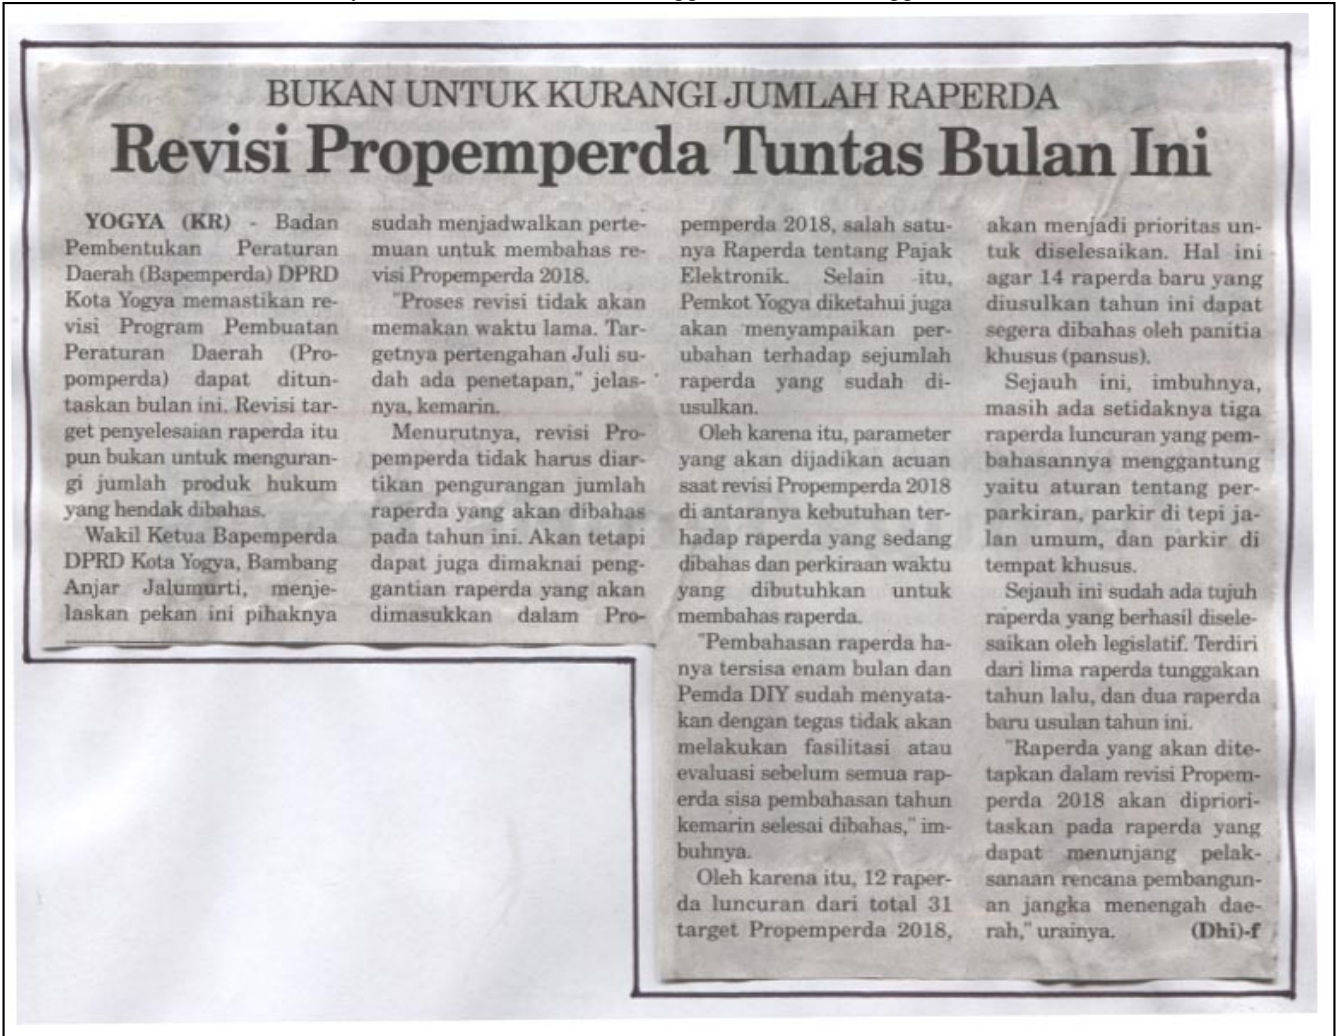 BUKAN UNTUK KURANGI JUMLAH RAPERDA
Revisi Propemperda Tuntas Bulan Ini
YOGYA (KR) - Badan
Pembentukan Peraturan
Daerah (Bapemperda) DPRD
Kota Yogya memastikan re-
visi Program Pembuatan
Peraturan Daerah (Pro-
pomperda) dapat ditun-
taskan bulan ini. Revisi tar-
get penyelesaian raperda itu
pun bukan untuk menguran-
gi jumlah produk hukum
yang hendak dibahas.
Wakil Ketua Bapemperda
DPRD Kota Yogya, Bambang
Anjar Jalumurti, menje-
laskan pekan ini pihaknya
sudah menjadwalkan perte-
muan untuk membahas re-
visi Propemperda 2018.
"Proses revisi tidak akan
memakan waktu lama. Tar-
getnya pertengahan Juli su-
dah ada penetapan," jelas-
nya, kemarin.
Menurutnya, revisi Pro-
pemperda tidak harus diar-
tikan pengurangan jumlah
raperda yang akan dibahas
pada tahun ini. Akan tetapi
dapat juga dimaknai peng-
gantian raperda yang akan
dimasukkan dalam Pro-
pemperda 2018, salah satu-
nya Raperda tentang Pajak
Elektronik. Selain itu,
Pemkot Yogya diketahui juga
akan menyampaikan per-
ubahan terhadap sejumlah
raperda yang sudah di-
usulkan.
Oleh karena itu, parameter
yang akan dijadikan acuan
saat revisi Propemperda 2018
di antaranya kebutuhan ter-
hadap raperda yang sedang
dibahas dan perkiraan waktu
yang dibutuhkan untuk
membahas raperda.
"Pembahasan raperda ha-
nya tersisa enam bulan dan
Pemda DIY sudah menyata-
kan dengan tegas tidak akan
melakukan fasilitasi atau
evaluasi sebelum semua rap-
erda sisa pembahasan tahun
kemarin selesai dibahas," im-
buhnya.
Oleh karena itu, 12 raper-
da luncuran dari total 31
target Propemperda 2018,
akan menjadi prioritas un-
tuk diselesaikan. Hal ini
agar 14 raperda baru yang
diusulkan tahun ini dapat
segera dibahas oleh panitia
khusus (pansus).
Sejauh ini, imbuhnya,
masih ada setidaknya tiga
raperda luncuran yang pem-
bahasannya menggantung
yaitu aturan tentang per-
parkiran, parkir di tepi ja-
lan umum, dan parkir di
tempat khusus.
Sejauh ini sudah ada tujuh
raperda yang berhasil disele-
saikan oleh legislatif. Terdiri
dari lima raperda tunggakan
tahun lalu, dan dua raperda
baru usulan tahun ini.
"Raperda yang akan dite-
tapkan dalam revisi Propem-
perda 2018 akan dipriori-
taskan pada raperda yang
dapat menunjang pelak-
sanaan rencana pembangun-
an jangka menengah dae-
rah," urainya. (Dhi)-f